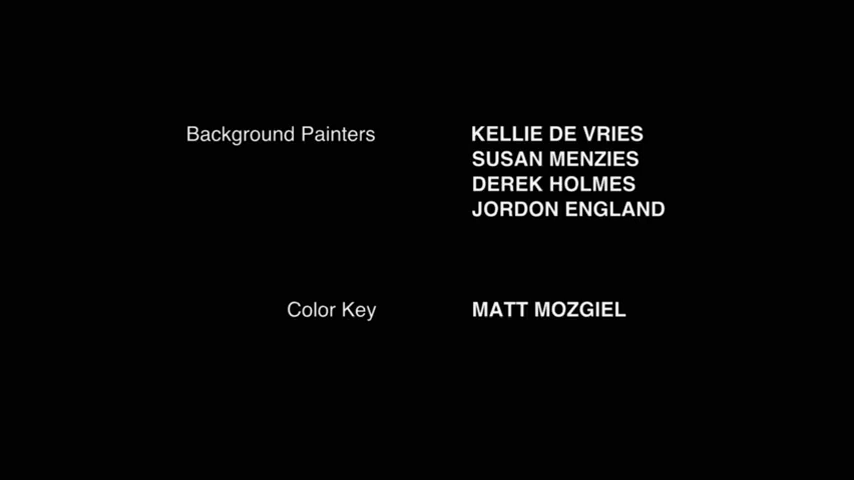 Background Painters KELLIE DE VRIES
SUSAN MENZIES
DEREK HOLMES
JORDON ENGLAND
Color Key MATT MOZGIEL